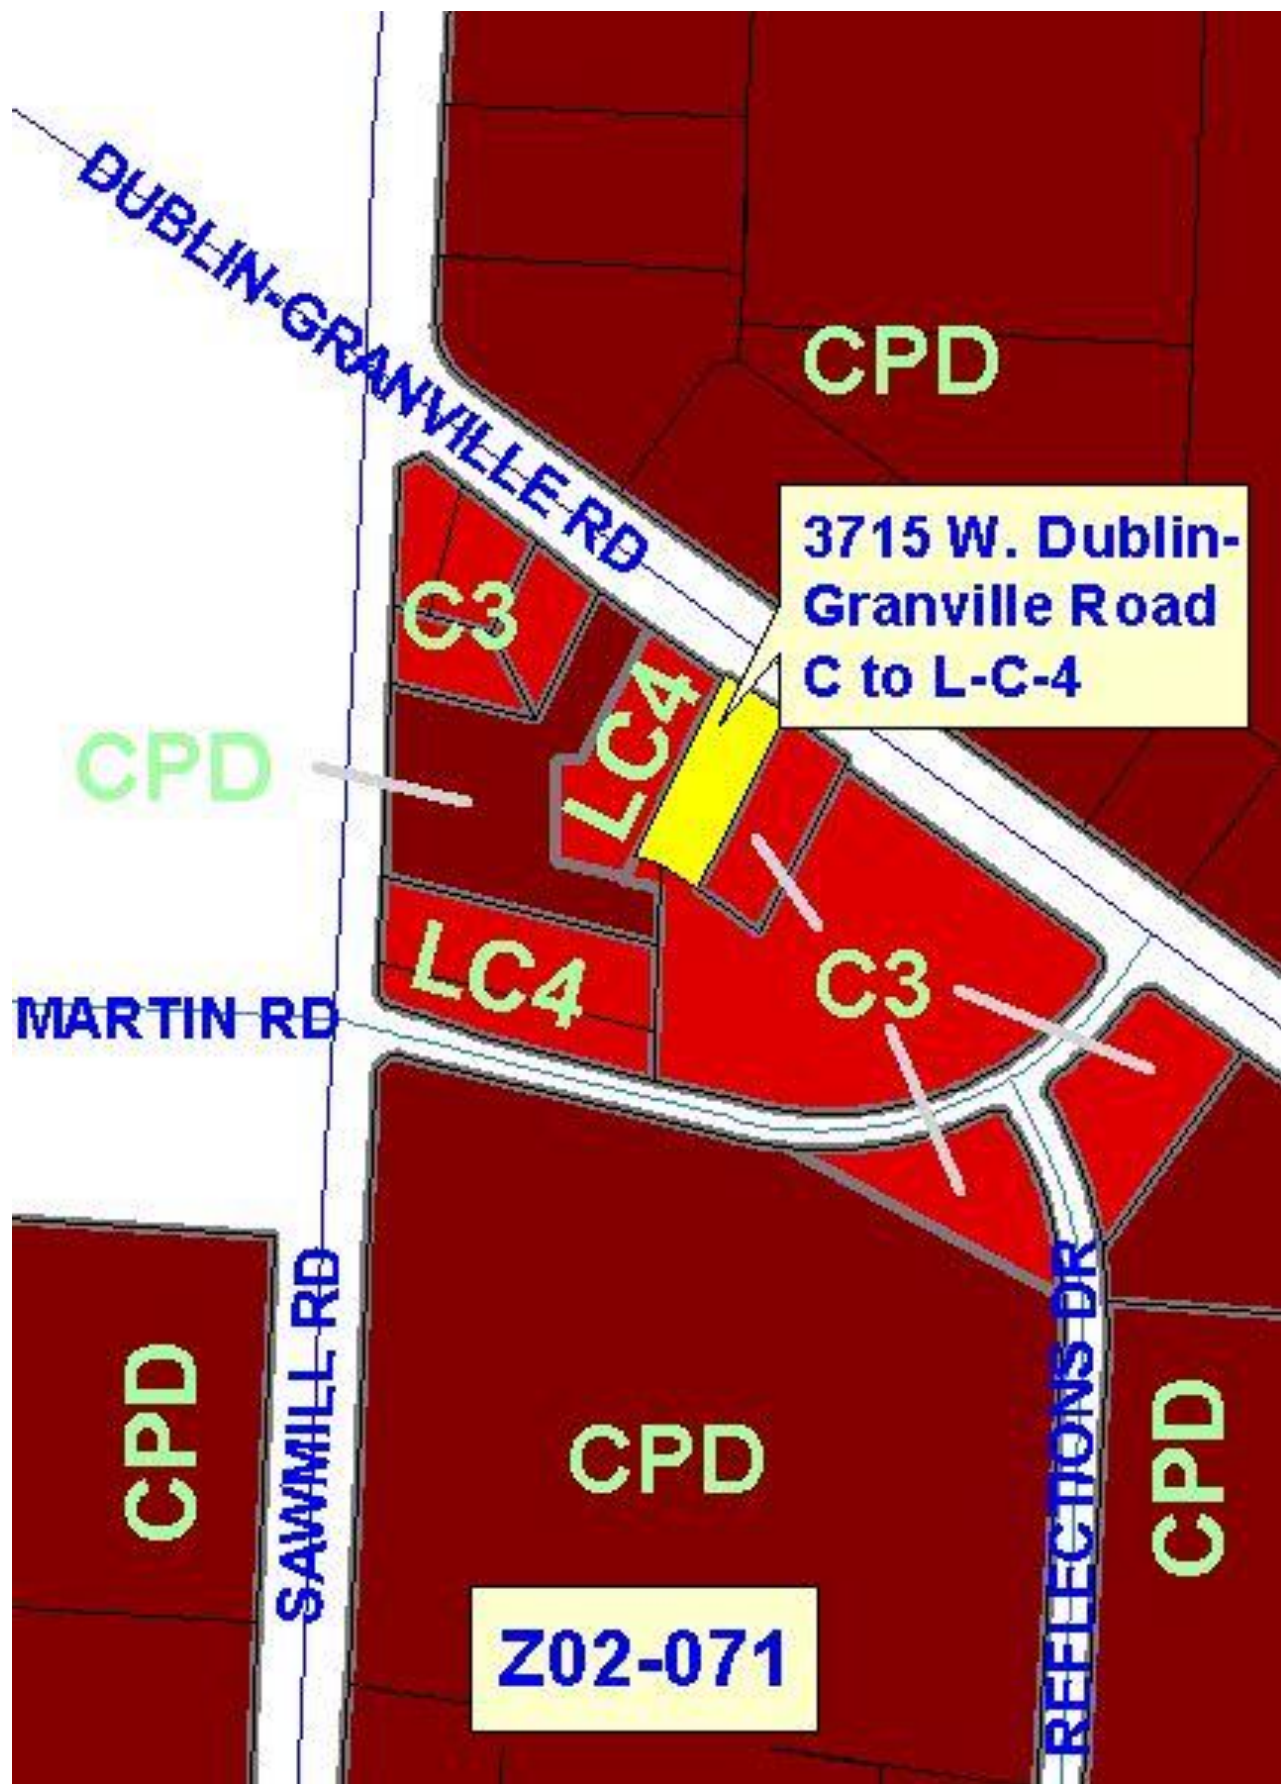 DUBLIN-GRANVILLE RD
CPD
3715 W. Dublin-
Granville Road
C to L-C-4
C3
LC4
CPD
LC4
C3
MARTIN RD
SAWMILL RD
CPD
CPD
REFLECTIONS DR
CPD
Z02-071